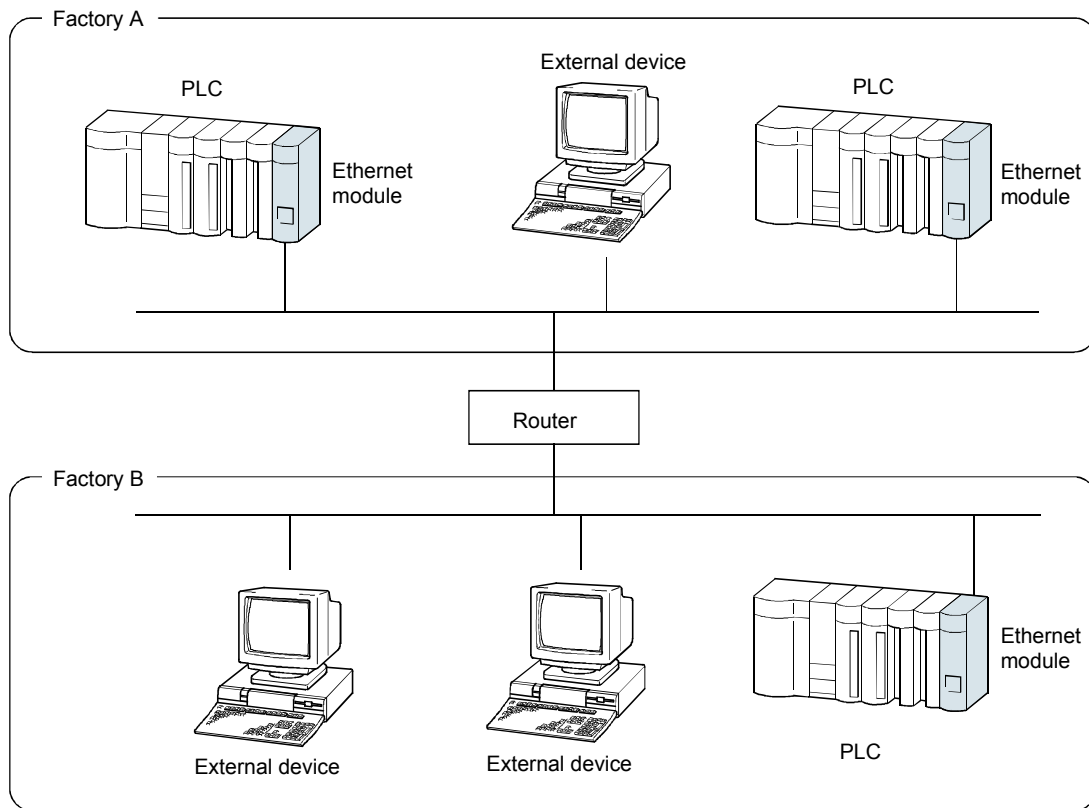 Factory A
External device
PLC
PLC
Ethernet
module
Ethernet
module
Router
Factory B
Ethernet
module
External device
External device
PLC